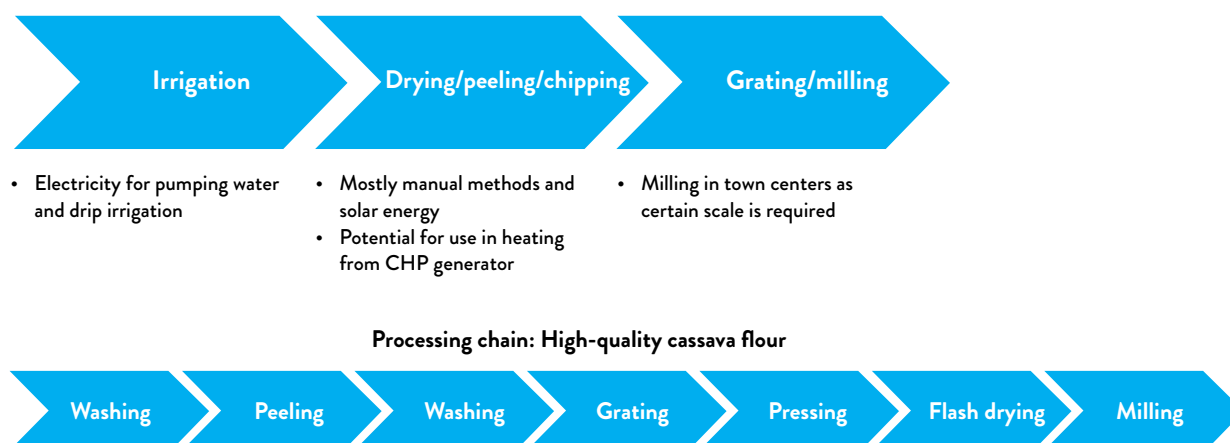 Irrigation
Drying/peeling/chipping
Grating/milling
• Electricity for pumping water
and drip irrigation
• Mostly manual methods and
solar energy
• Potential for use in heating
from CHP generator
• Milling in town centers as
certain scale is required
Processing chain: High-quality cassava flour
Washing
Peeling
Washing
Grating
Pressing
Flash drying
Milling